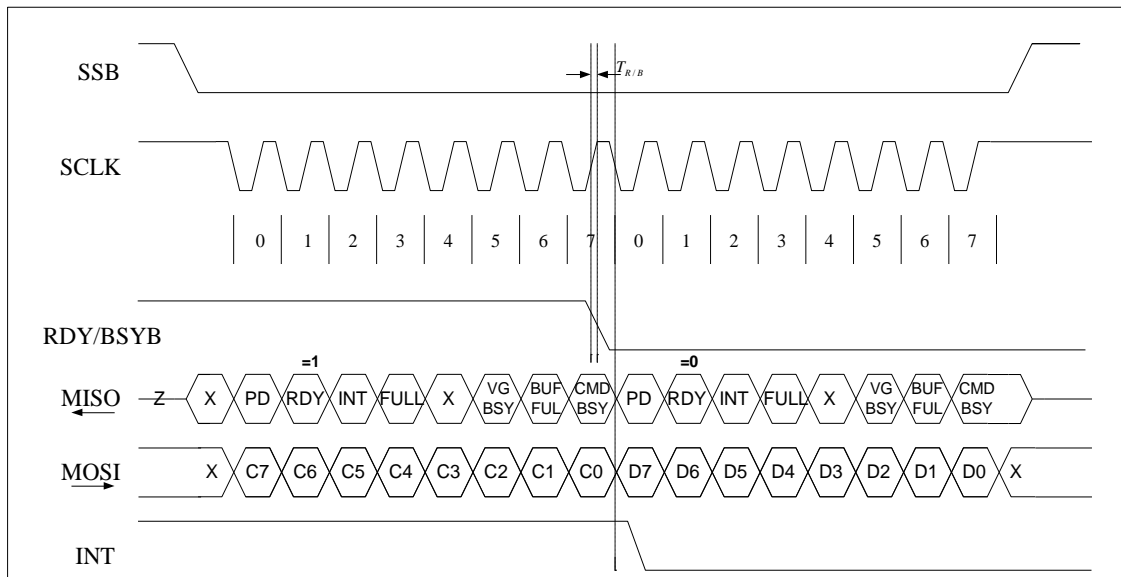 SSB
T R/B
SCLK
0 1 2 3 4 5 6 7 0 1 2 3 4 5 6 7
RDY/BSYB
=1 =0
MISO Z X PD RDY INT FULL X VG BSY BUF FUL CMD BSY PD RDY INT FULL X VG BSY BUF FUL CMD BSY
MOSI X C7 C6 C5 C4 C3 C2 C1 C0 D7 D6 D5 D4 D3 D2 D1 D0 X
INT